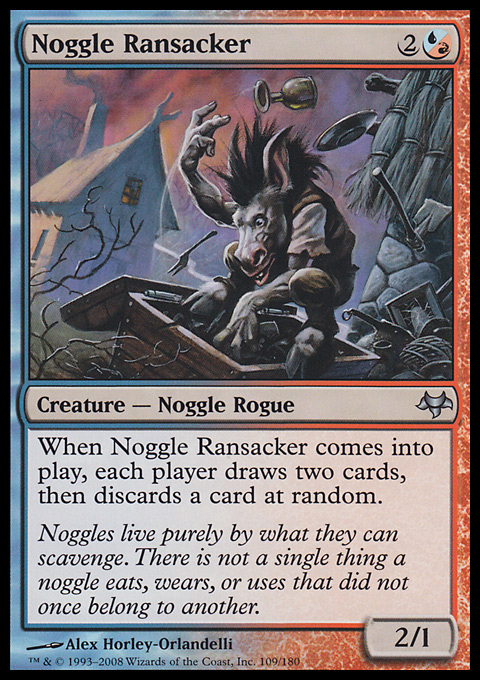 Noggle Ransacker 2
Creature — Noggle Rogue
When Noggle Ransacker comes into
play, each player draws two cards,
then discards a card at random.
Noggles live purely by what they can
scavenge. There is not a single thing a
noggle eats, wears, or uses that did not
once belong to another.
Alex Horley-Orlandelli
2/1
™ & © 1993–2008 Wizards of the Coast, Inc. 109/180